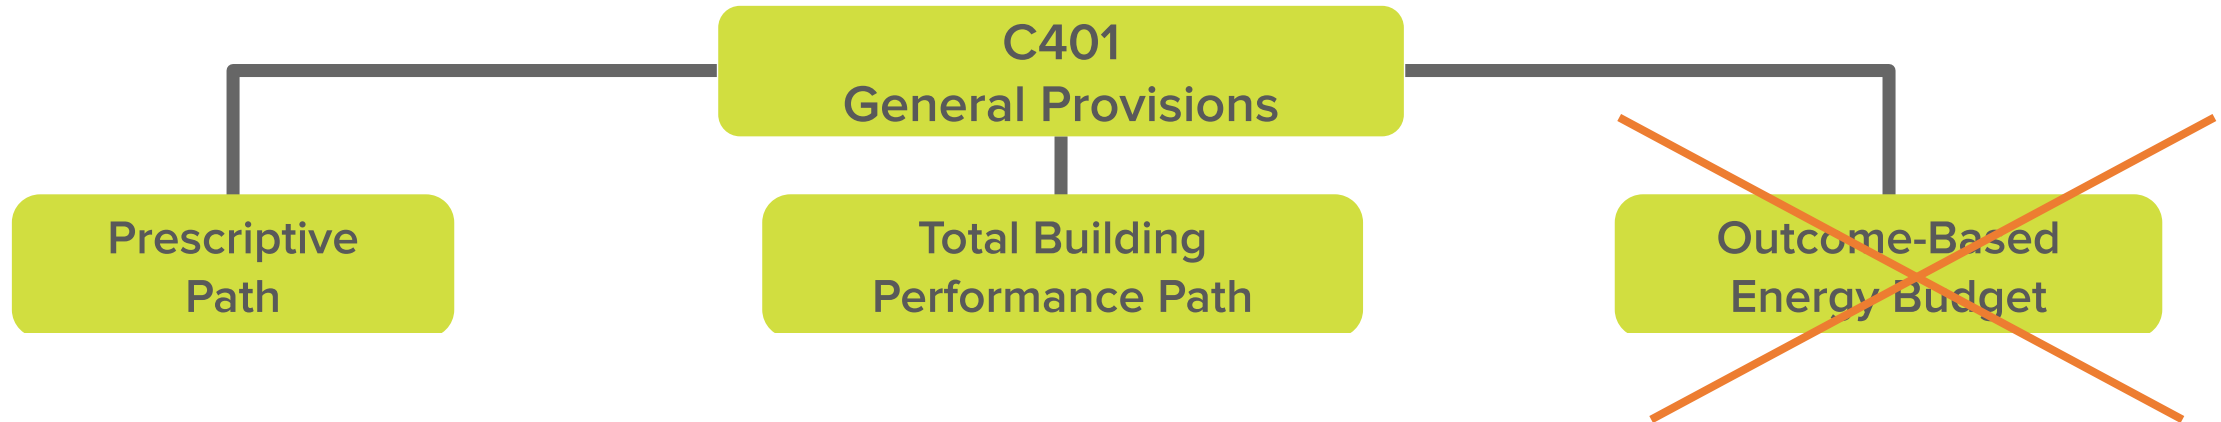 C401
General Provisions
Prescriptive
Path
Total Building
Performance Path
Outcome-Based
Energy Budget